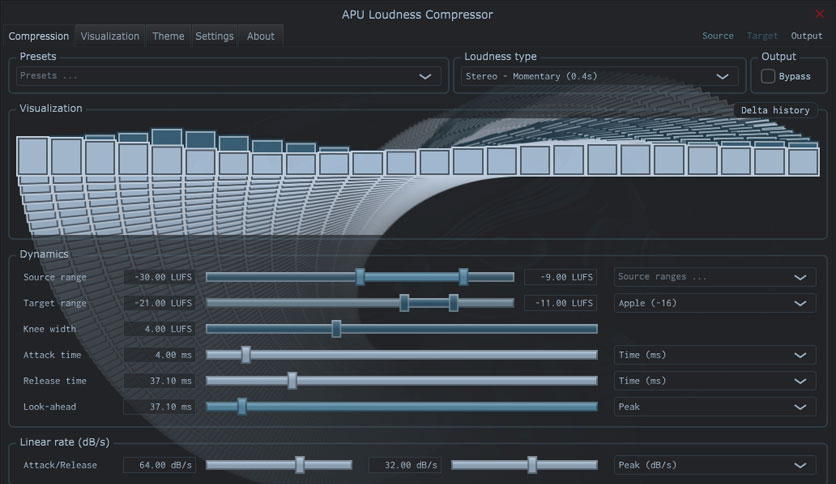 APU Loudness Compressor
Compression Visualization Theme Settings About Source Target Output
Presets Loudness type Output
Presets ... Stereo - Momentary (0.4s) Bypass
Visualization Delta history
Dynamics
Source range -30.00 LUFS -9.00 LUFS Source ranges ...
Target range -21.00 LUFS -11.00 LUFS Apple (-16)
Knee width 4.00 LUFS
Attack time 4.00 ms Time (ms)
Release time 37.10 ms Time (ms)
Look-ahead 37.10 ms Peak
Linear rate (dB/s)
Attack/Release 64.00 dB/s 32.00 dB/s Peak (dB/s)